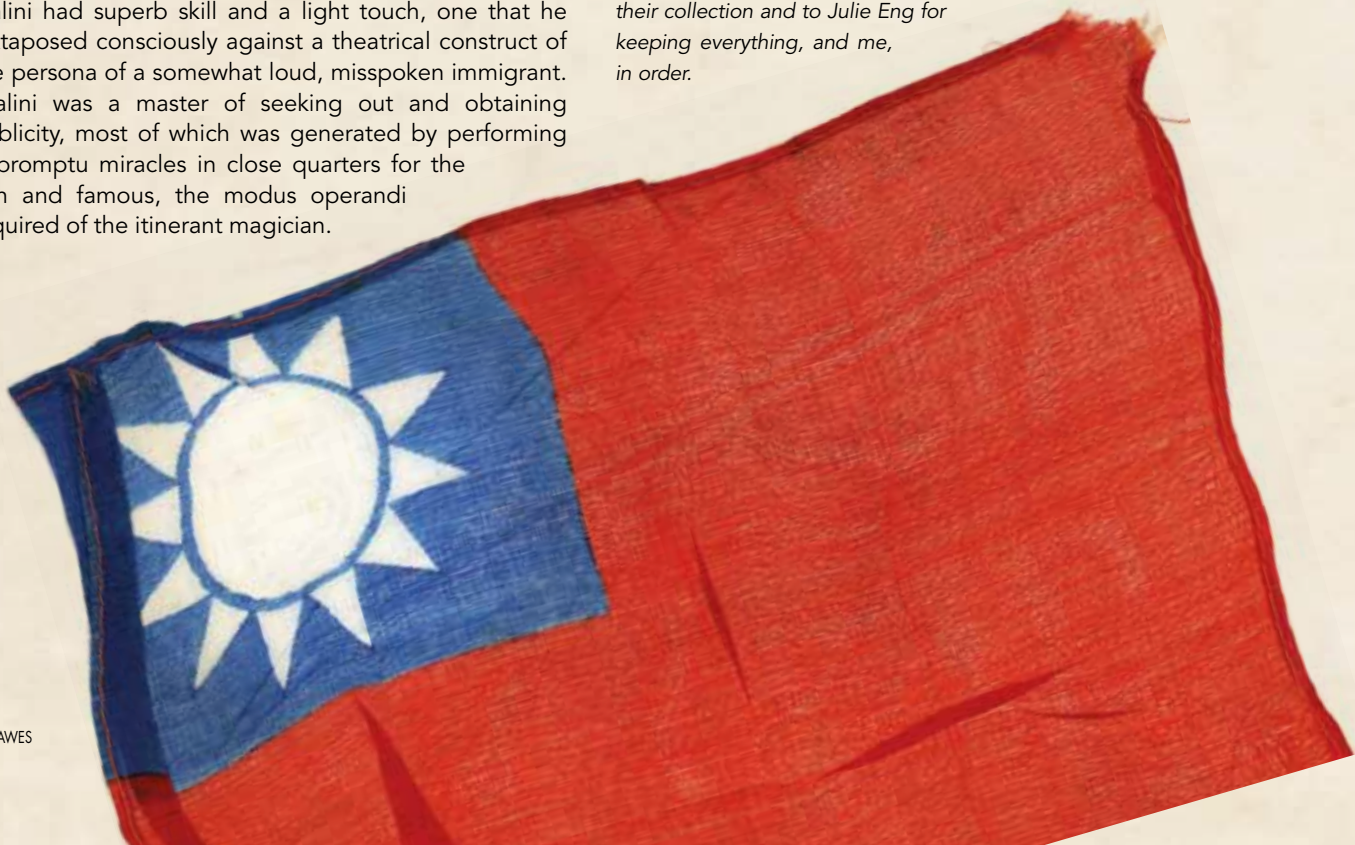 alini had superb skill and a light touch, one that he
taposed consciously against a theatrical construct of
e persona of a somewhat loud, misspoken immigrant.
alini was a master of seeking out and obtaining
blicity, most of which was generated by performing
promptu miracles in close quarters for the
h and famous, the modus operandi
quired of the itinerant magician.
their collection and to Julie Eng for
keeping everything, and me,
in order.
AWES